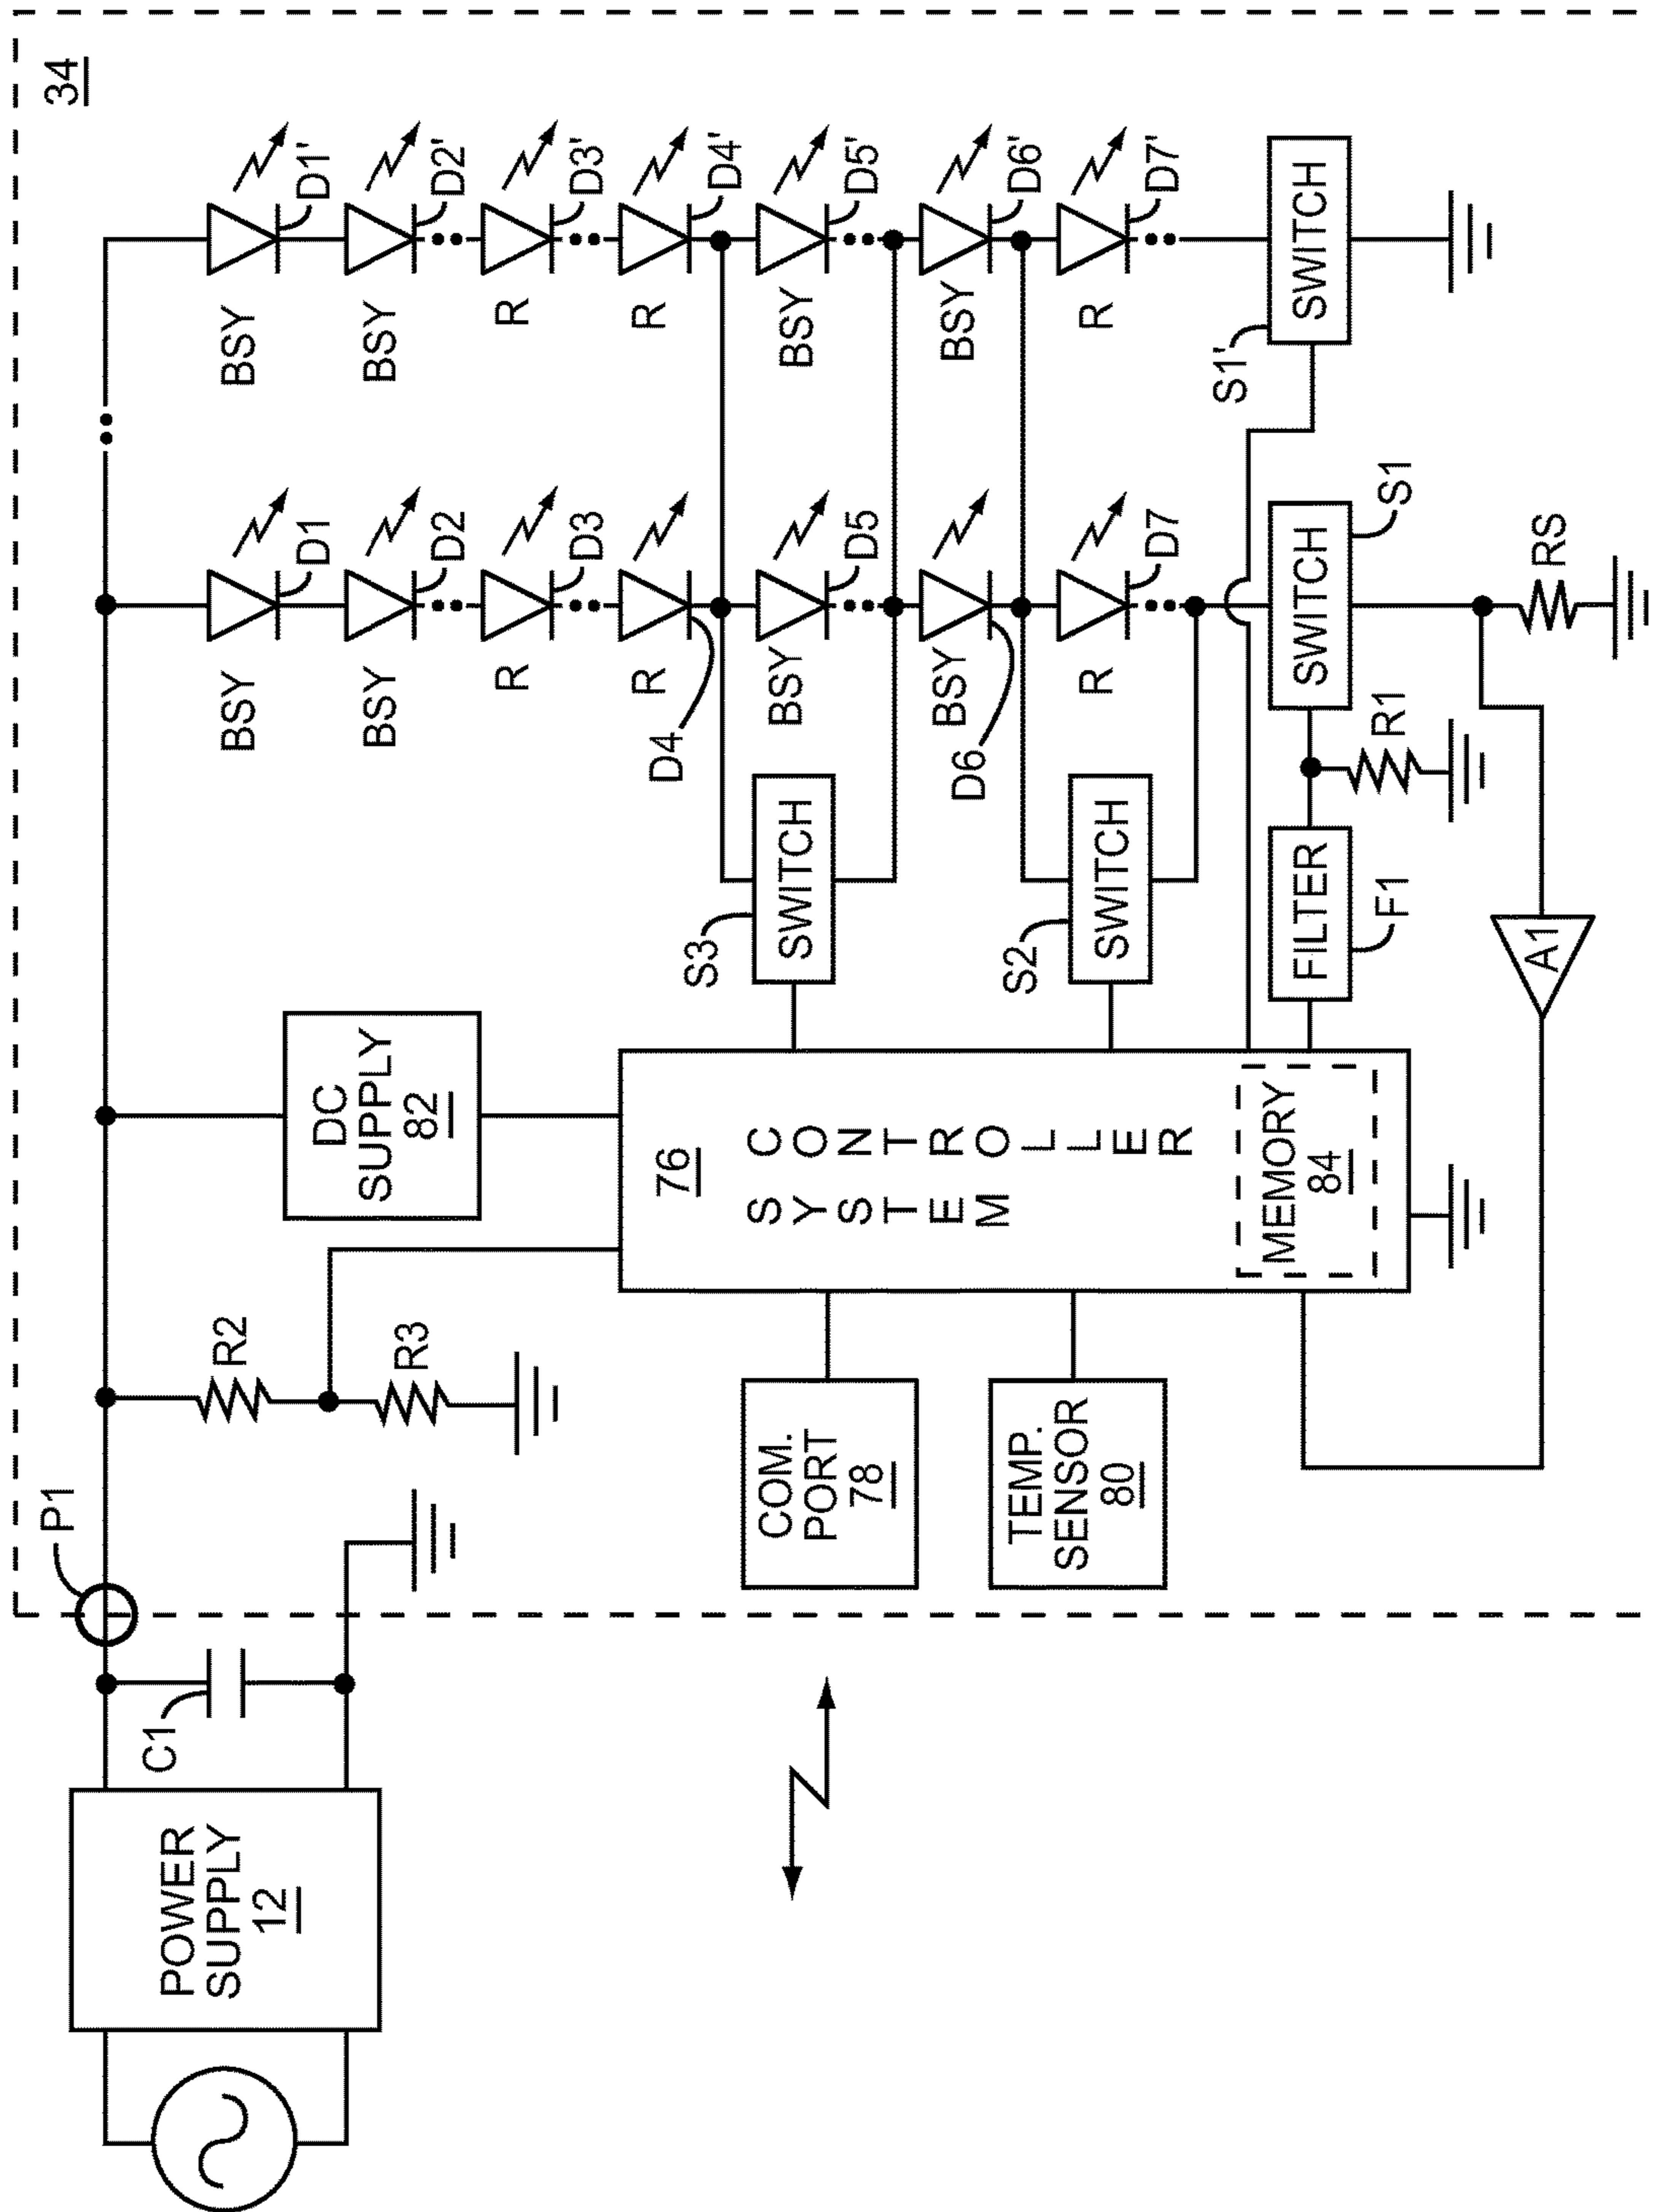 34
POWER
SUPPLY
12
C1
P1
R2
R3
DC
SUPPLY
82
76
SYSTEM
CONTROLLER
MEMORY
84
COM.
PORT
78
TEMP.
SENSOR
80
S3
SWITCH
S2
SWITCH
FILTER
F1
R1
A1
RS
SWITCH
S1
SWITCH
S1'
BSY
D1
BSY
D2
R
D3
R
D4
BSY
D5
BSY
D6
R
D7
BSY
D1'
BSY
D2'
R
D3'
R
D4'
BSY
D5'
BSY
D6'
R
D7'